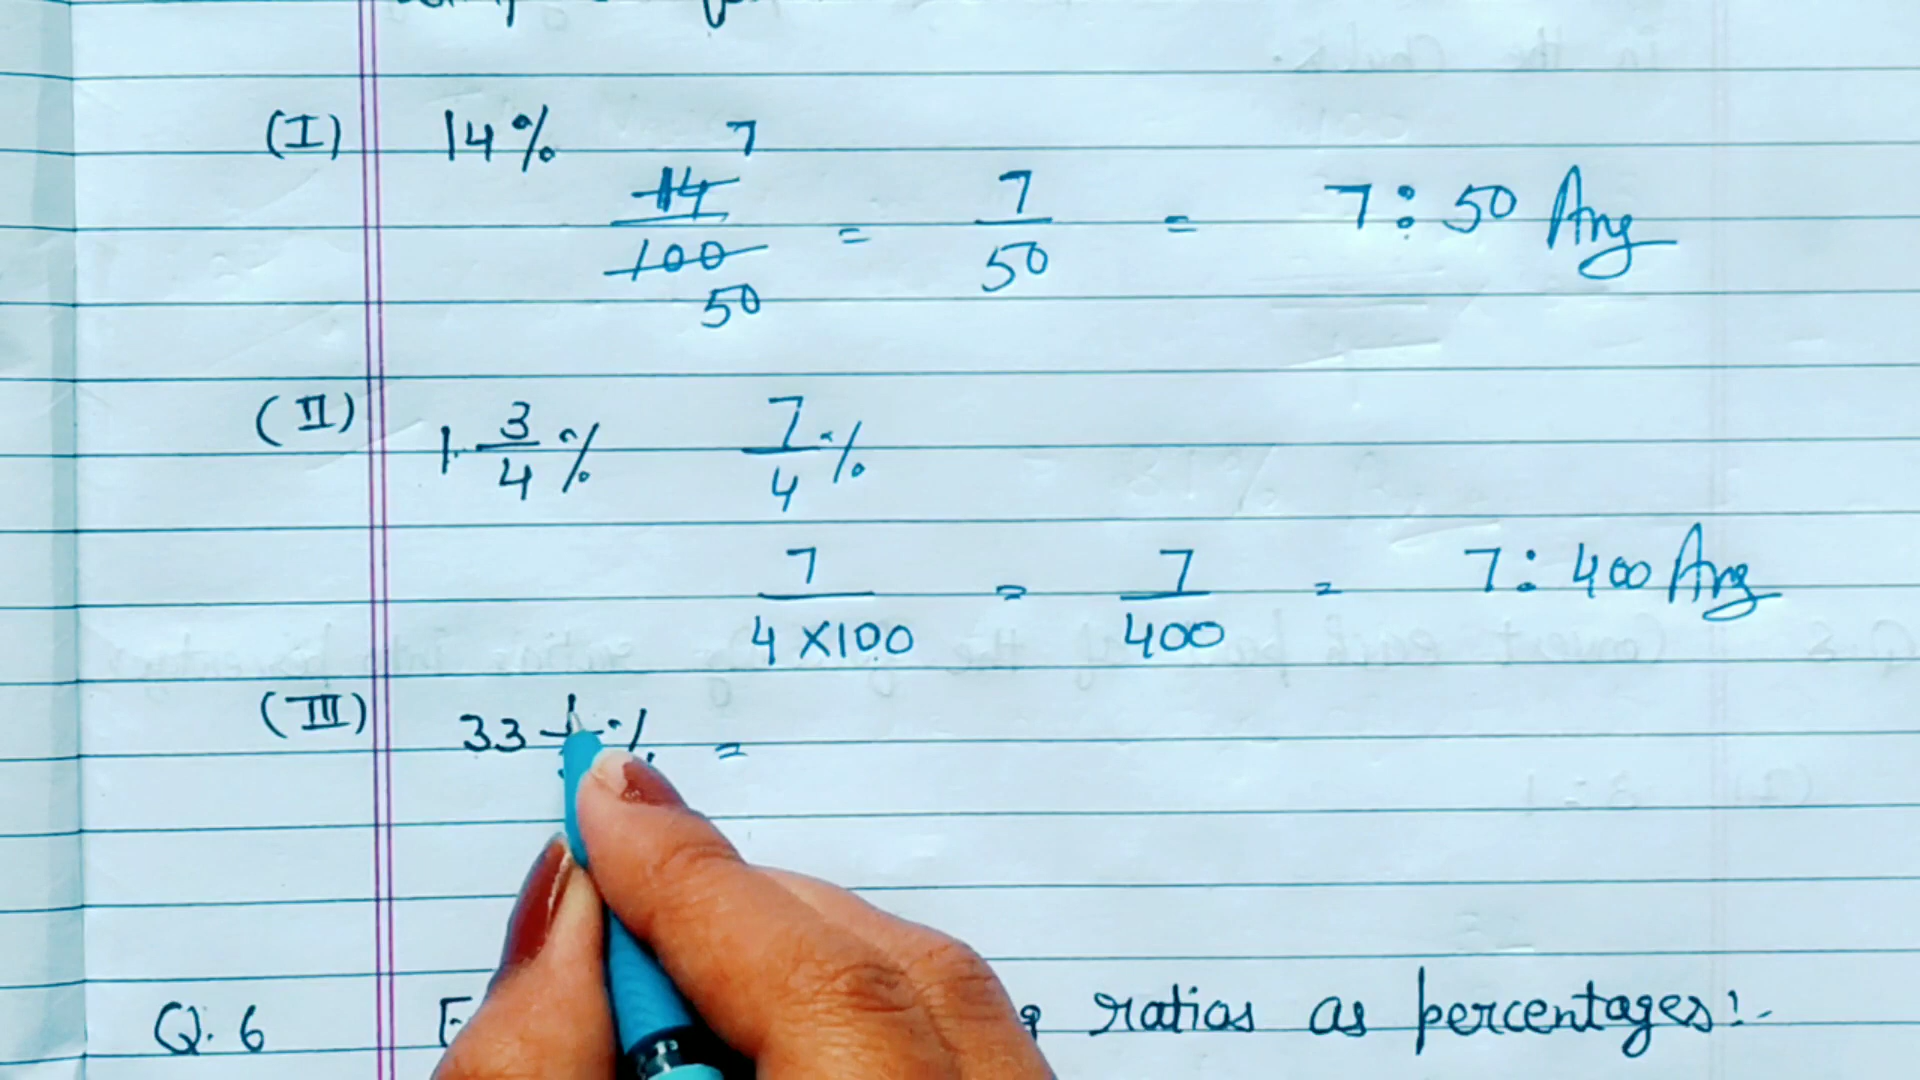 (I) 14% 7
14/100 = 7/50 = 7 : 50 Ans
50
(II) 1 3/4 % 7/4 %
7/4 X100 = 7/400 = 7 : 400 Ans
(III) 33 %. =
Q. 6 ratios as percentages:-